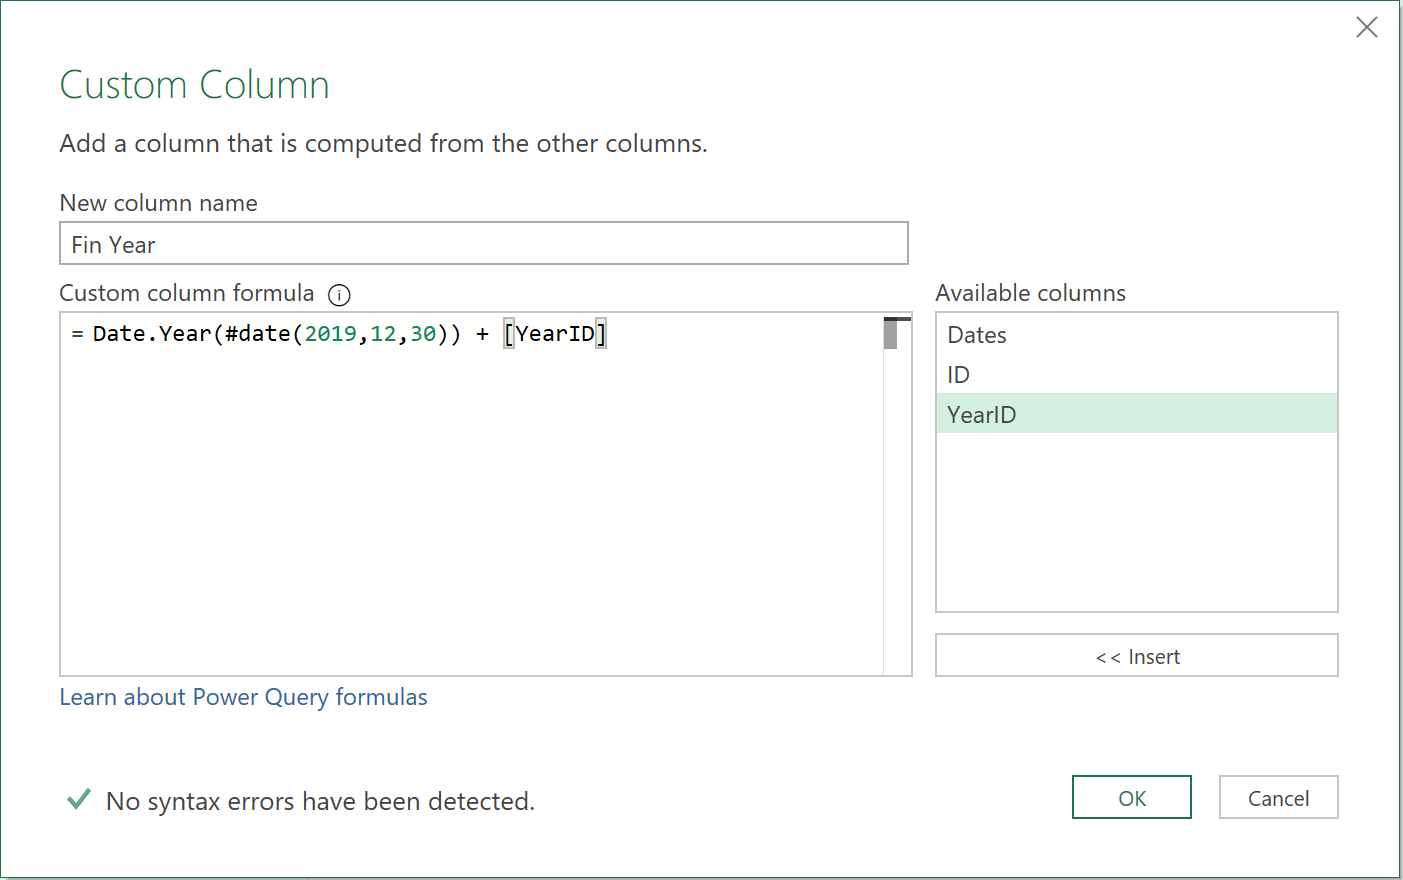 Custom Column
Add a column that is computed from the other columns.
New column name
Fin Year
Custom column formula
Available columns
= Date.Year(#date(2019,12,30)) + [YearID]
Dates
ID
YearID
<< Insert
Learn about Power Query formulas
No syntax errors have been detected.
OK
Cancel